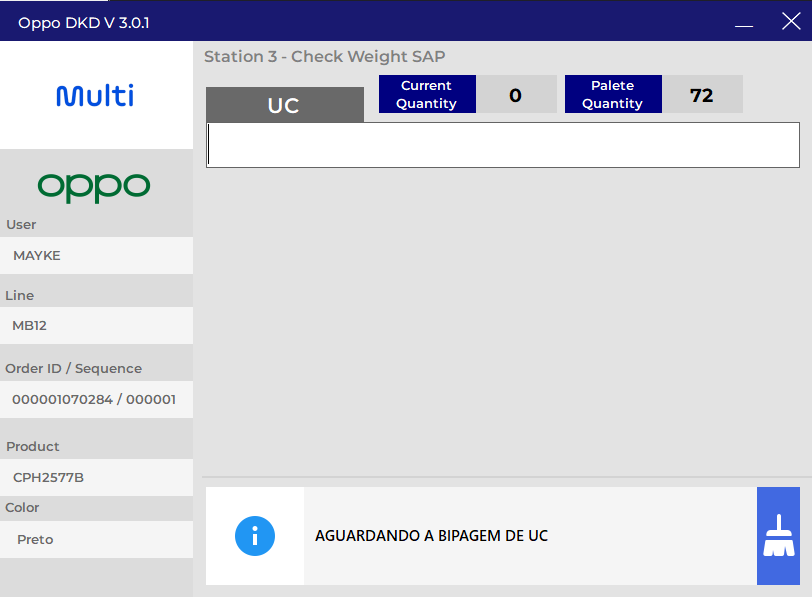 Oppo DKD V 3.0.1
Multi
oppo
User
MAYKE
Line
MB12
Order ID / Sequence
000001070284 / 000001
Product
CPH2577B
Color
Preto
Station 3 - Check Weight SAP
UC
Current
Quantity
0
Palete
Quantity
72
AGUARDANDO A BIPAGEM DE UC